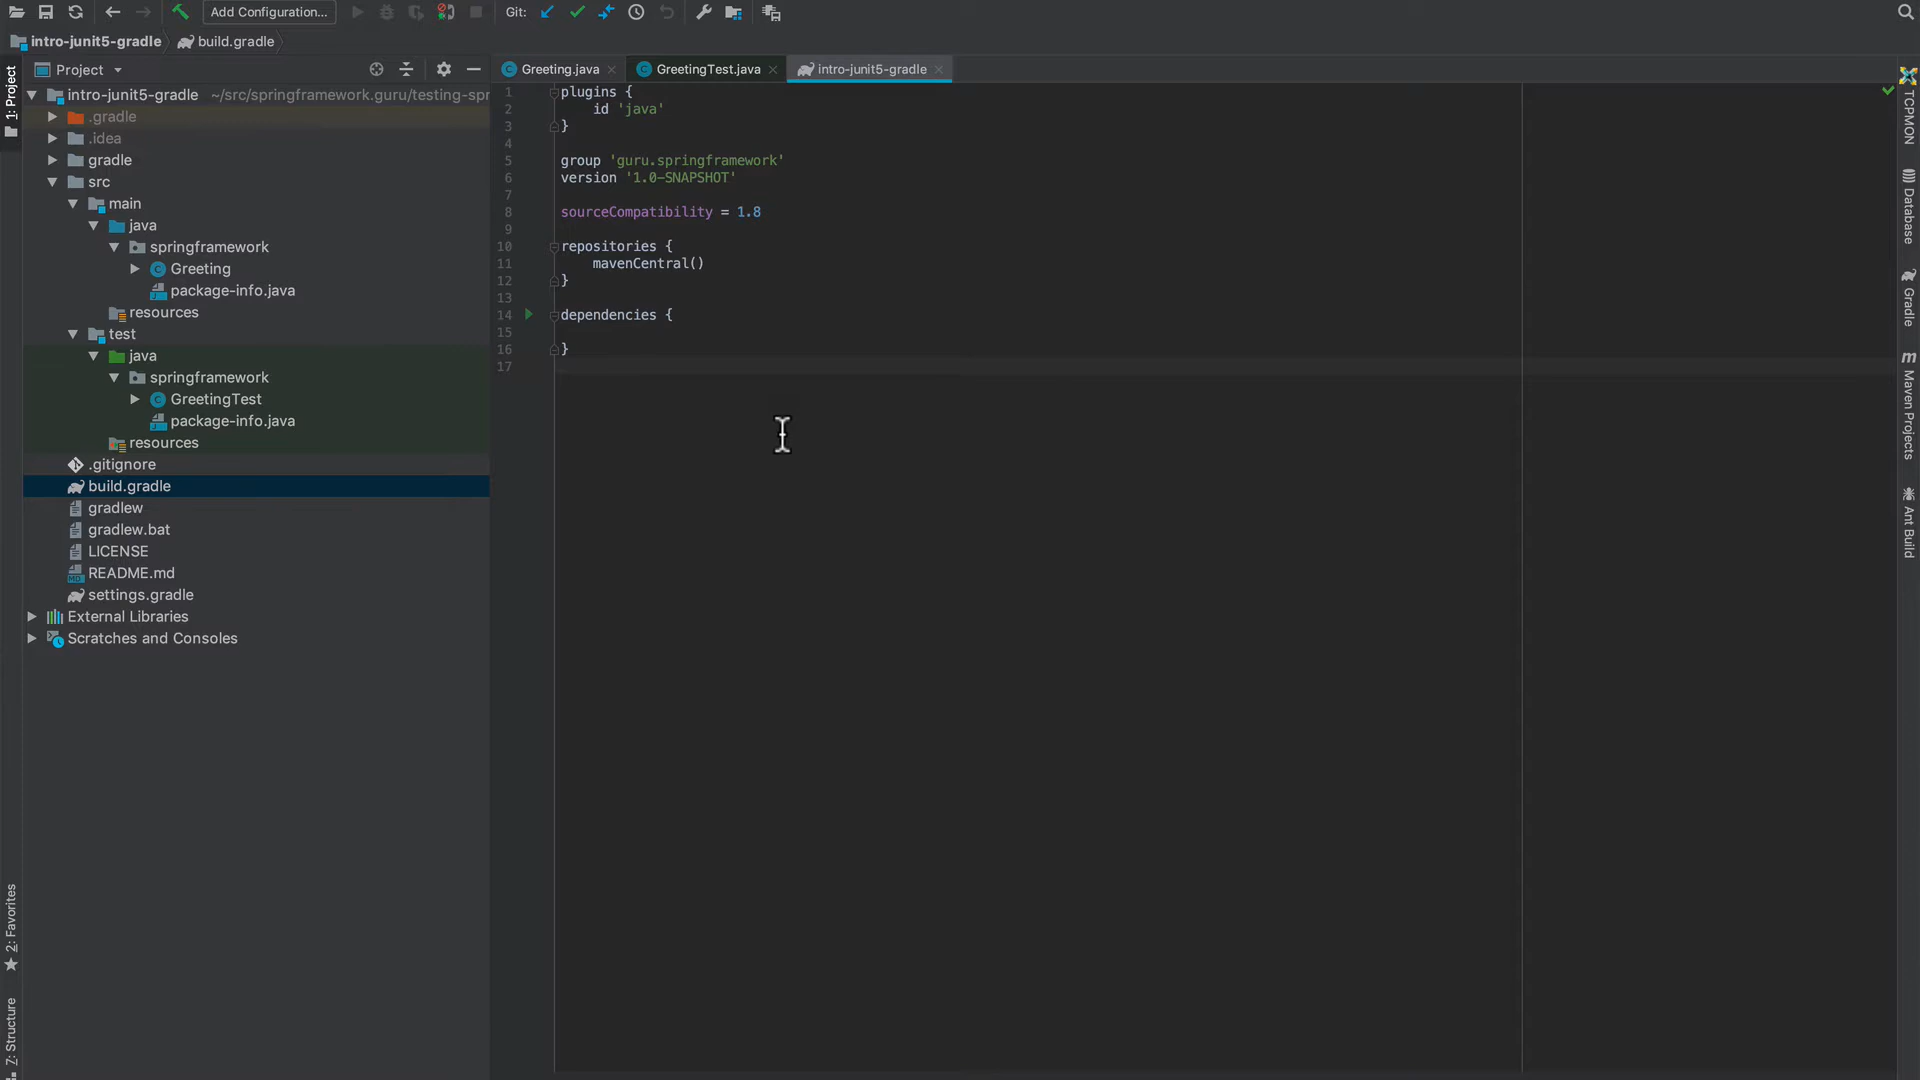 Add Configuration...
Git:
intro-junit5-gradle
build.gradle
1: Project
Project
intro-junit5-gradle ~/src/springframework.guru/testing-spr
.gradle
.idea
gradle
src
main
java
springframework
Greeting
package-info.java
resources
test
java
springframework
GreetingTest
package-info.java
resources
.gitignore
build.gradle
gradlew
gradlew.bat
LICENSE
README.md
settings.gradle
External Libraries
Scratches and Consoles
2: Favorites
Z: Structure
Greeting.java
GreetingTest.java
intro-junit5-gradle
1 plugins {
2 id 'java'
3 }
4
5 group 'guru.springframework'
6 version '1.0-SNAPSHOT'
7
8 sourceCompatibility = 1.8
9
10 repositories {
11 mavenCentral()
12 }
13
14 dependencies {
15
16 }
17
TCPMON
Database
Gradle
m Maven Projects
Ant Build